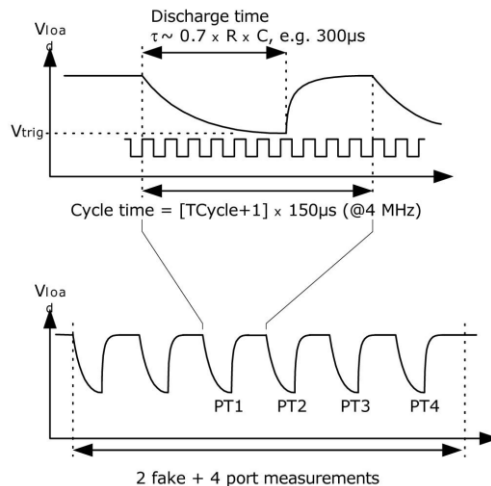 Discharge time
Vloa
d
τ~ 0.7 x R x C, e.g. 300µs
Vtrig
Cycle time = [TCycle+1] x 150µs (@4 MHz)
Vloa
d
PT1 PT2 PT3 PT4
2 fake + 4 port measurements